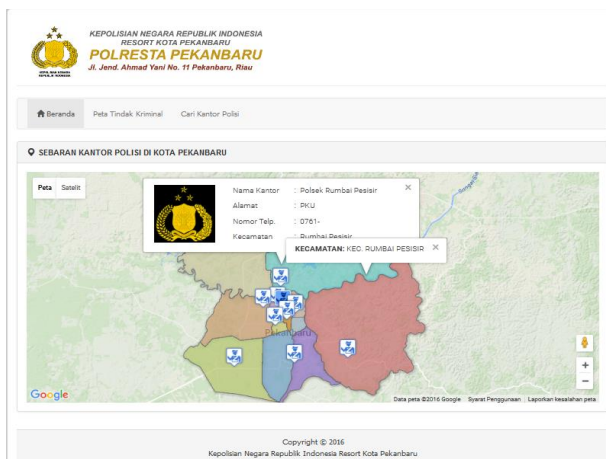 KEPOLISIAN NEGARA REPUBLIK INDONESIA
RESORT KOTA PEKANBARU
POLRESTA PEKANBARU
Jl. Jend. Ahmad Yani No. 11 Pekanbaru, Riau
Beranda Peta Tindak Kriminal Cari Kantor Polisi
SEBARAN KANTOR POLISI DI KOTA PEKANBARU
Peta Satelit
Nama Kantor : Polsek Rumbai Pesisir
Alamat : PKU
Nomor Telp. : 0761-
Kecamatan : Rumbai Pesisir
KECAMATAN: KEC. RUMBAI PESISIR
Pekanbaru
Google
Data peta ©2016 Google Syarat Penggunaan Laporkan kesalahan peta
Copyright © 2016
Kepolisian Negara Republik Indonesia Resort Kota Pekanbaru